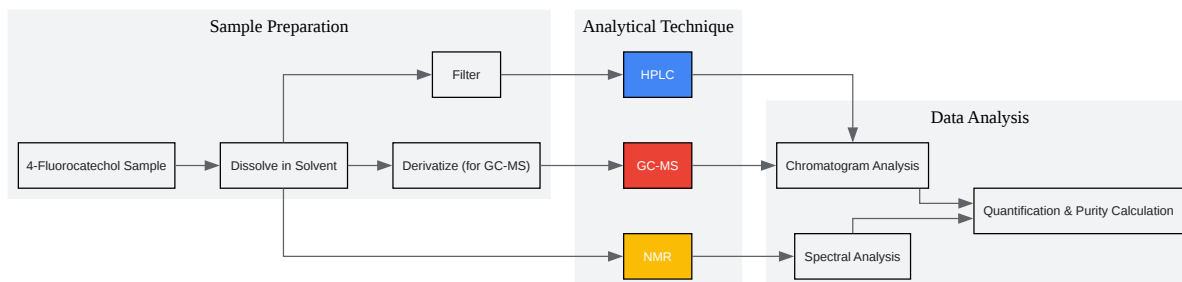 Sample Preparation
Analytical Technique
Filter
HPLC
Data Analysis
4-Fluorocatechol Sample
Dissolve in Solvent
Derivatize (for GC-MS)
GC-MS
Chromatogram Analysis
Quantification & Purity Calculation
NMR
Spectral Analysis